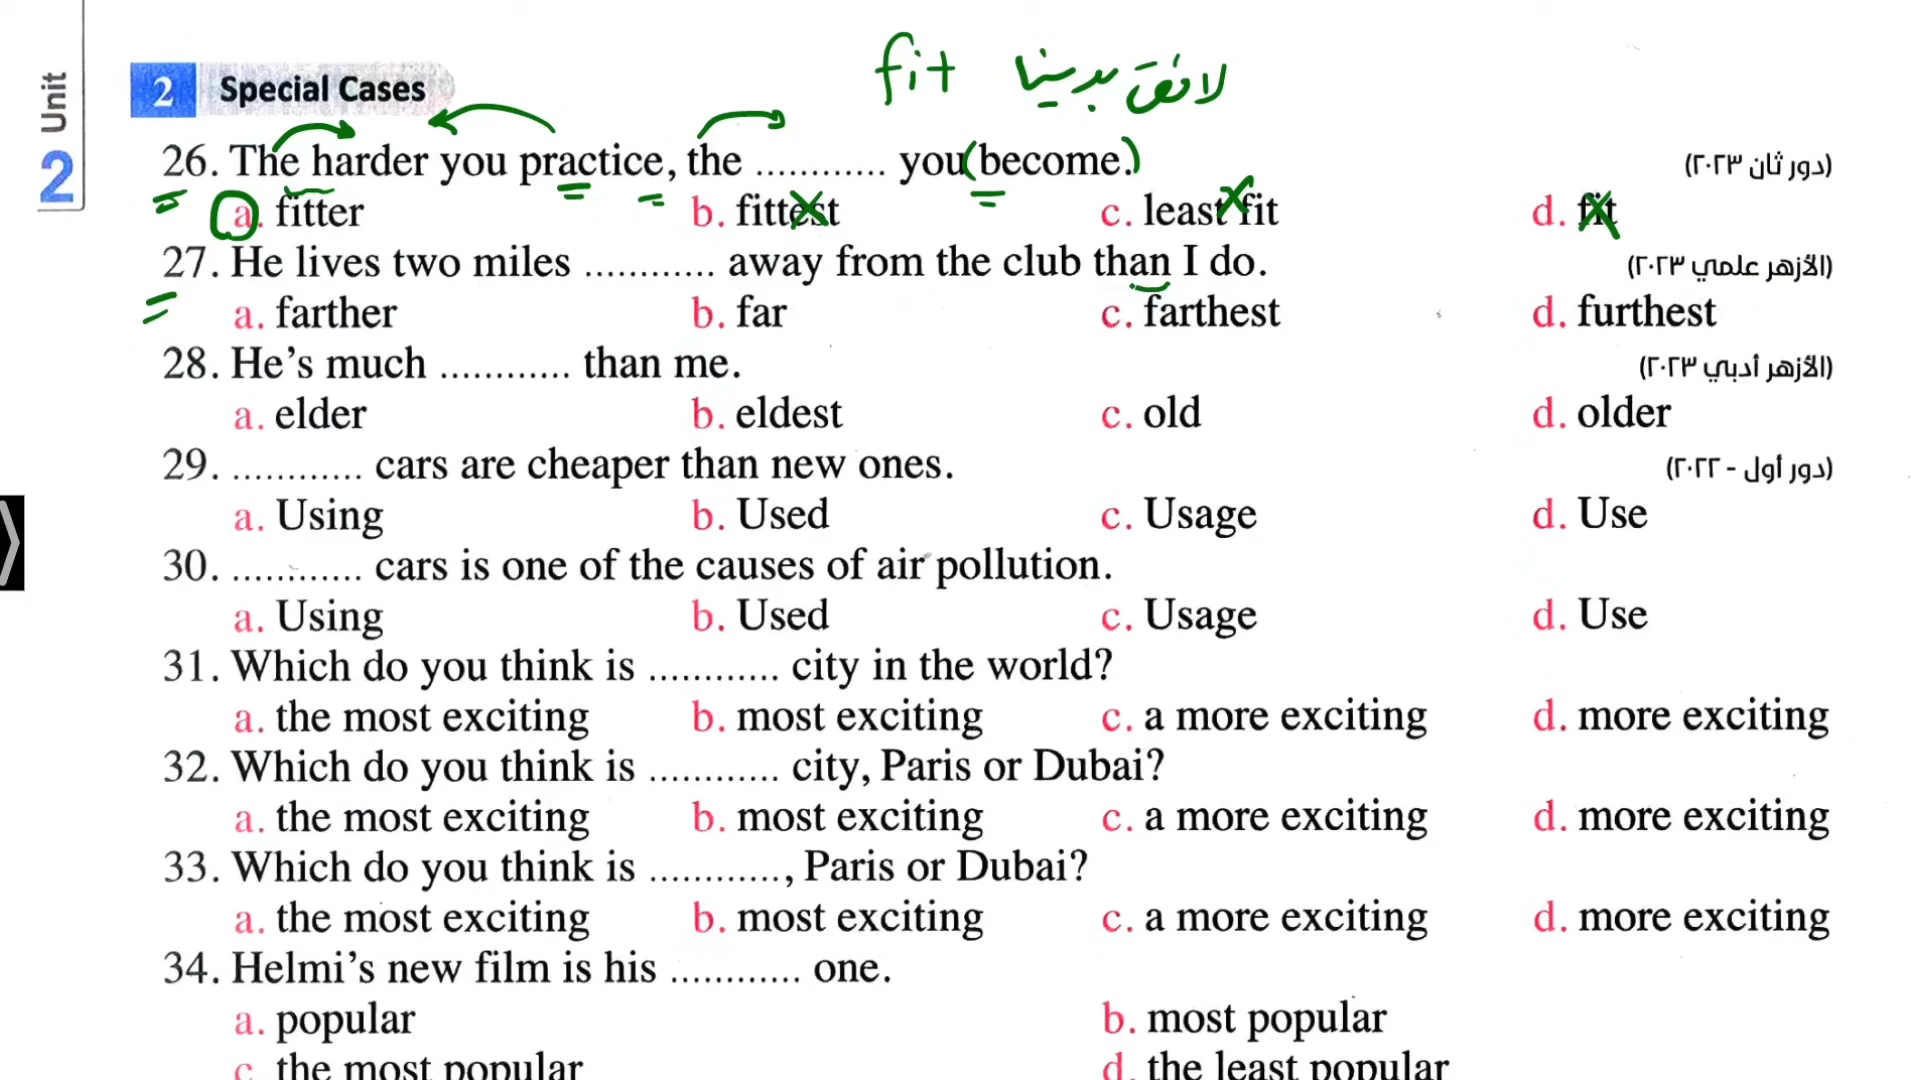 fit لائق بدنيا
Unit 2
2 Special Cases
26. The harder you practice, the ............ you (become.) (دور ثان ٢٠٢٣)
a. fitter b. fittest c. least fit d. fit
27. He lives two miles ............ away from the club than I do. (الأزهر علمي ٢٠٢٣)
a. farther b. far c. farthest d. furthest
28. He’s much ............ than me. (الأزهر أدبي ٢٠٢٣)
a. elder b. eldest c. old d. older
29. ............ cars are cheaper than new ones. (دور أول - ٢٠٢٢)
a. Using b. Used c. Usage d. Use
30. ............ cars is one of the causes of air pollution.
a. Using b. Used c. Usage d. Use
31. Which do you think is ............ city in the world?
a. the most exciting b. most exciting c. a more exciting d. more exciting
32. Which do you think is ............ city, Paris or Dubai?
a. the most exciting b. most exciting c. a more exciting d. more exciting
33. Which do you think is ............, Paris or Dubai?
a. the most exciting b. most exciting c. a more exciting d. more exciting
34. Helmi’s new film is his ............ one.
a. popular b. most popular
c. the most popular d. the least popular